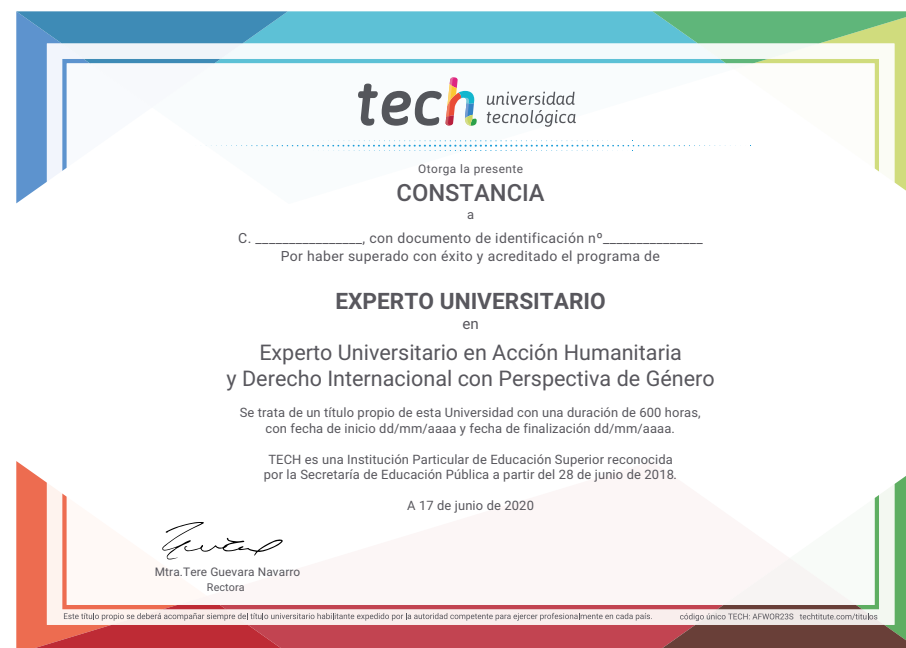 tech universidad
tecnológica
Otorga la presente
CONSTANCIA
a
C. ________________, con documento de identificación nº_______________
Por haber superado con éxito y acreditado el programa de
EXPERTO UNIVERSITARIO
en
Experto Universitario en Acción Humanitaria
y Derecho Internacional con Perspectiva de Género
Se trata de un título propio de esta Universidad con una duración de 600 horas,
con fecha de inicio dd/mm/aaaa y fecha de finalización dd/mm/aaaa.
TECH es una Institución Particular de Educación Superior reconocida
por la Secretaría de Educación Pública a partir del 28 de junio de 2018.
A 17 de junio de 2020
Mtra.Tere Guevara Navarro
Rectora
Este título propio se deberá acompañar siempre del título universitario habilitante expedido por la autoridad competente para ejercer profesionalmente en cada país. código único TECH: AFWOR23S techtitute.com/titulos